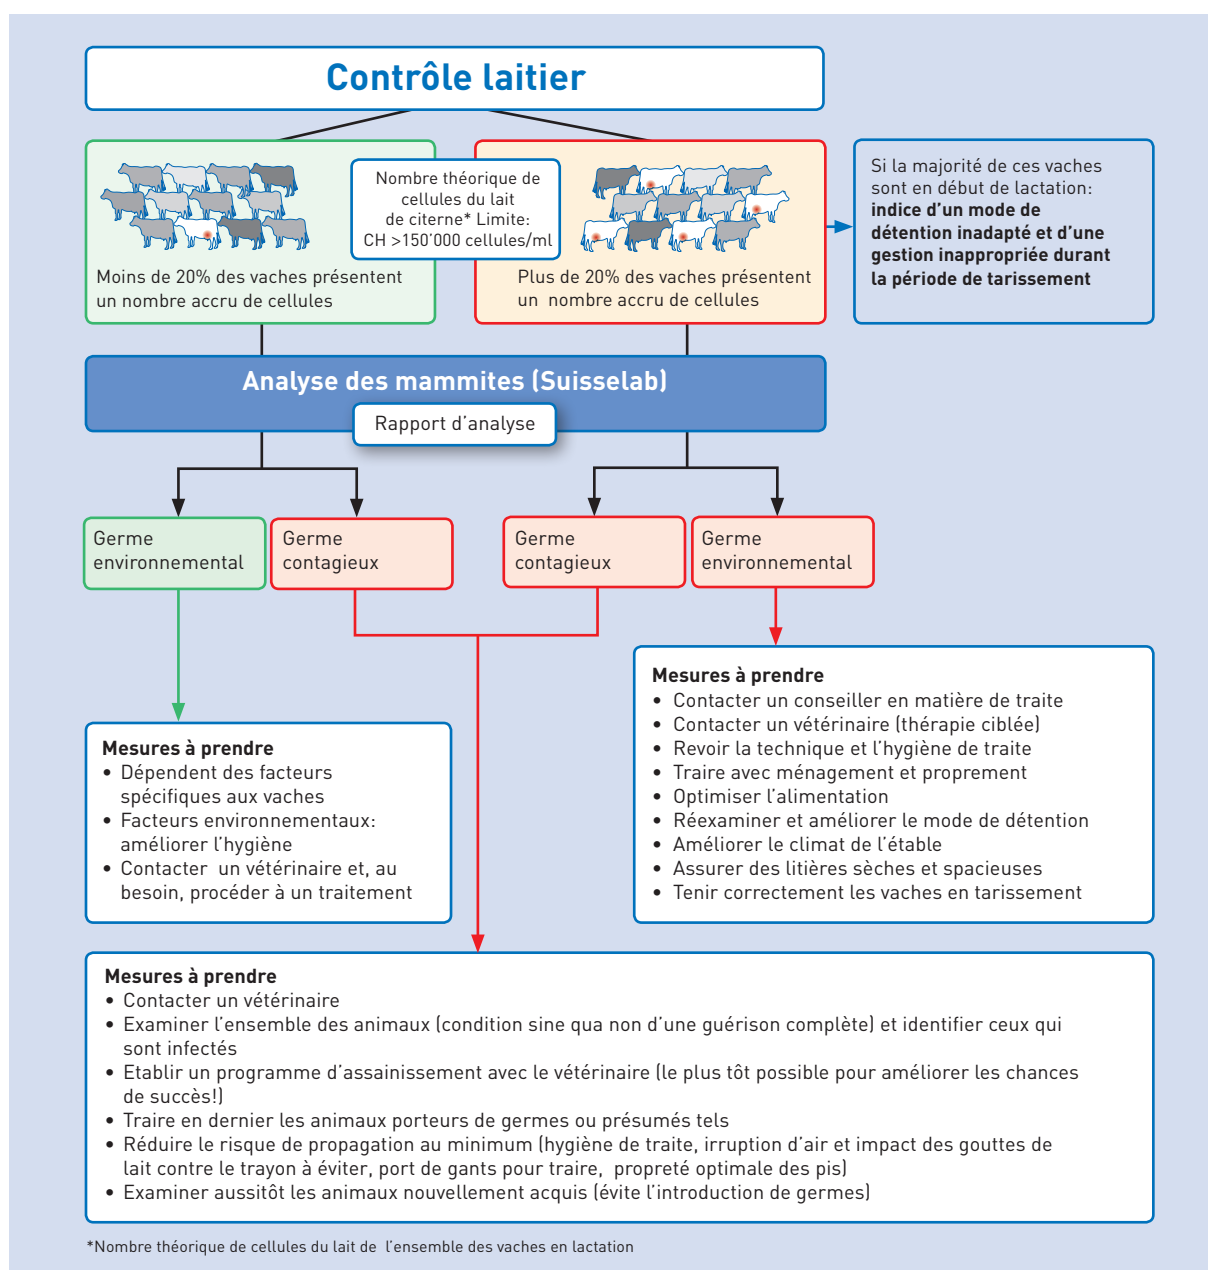 Contrôle laitier
Moins de 20% des vaches présentent
un nombre accru de cellules
Nombre théorique de
cellules du lait
de citerne* Limite:
CH >150’000 cellules/ml
Plus de 20% des vaches présentent
un nombre accru de cellules
Si la majorité de ces vaches
sont en début de lactation:
indice d’un mode de
détention inadapté et d’une
gestion inappropriée durant
la période de tarissement
Analyse des mammites (Suisselab)
Rapport d’analyse
Germe
environnemental
Germe
contagieux
Germe
contagieux
Germe
environnemental
Mesures à prendre
• Contacter un conseiller en matière de traite
• Contacter un vétérinaire (thérapie ciblée)
• Revoir la technique et l’hygiène de traite
• Traire avec ménagement et proprement
• Optimiser l’alimentation
• Réexaminer et améliorer le mode de détention
• Améliorer le climat de l’étable
• Assurer des litières sèches et spacieuses
• Tenir correctement les vaches en tarissement
Mesures à prendre
• Dépendent des facteurs
spécifiques aux vaches
• Facteurs environnementaux:
améliorer l’hygiène
• Contacter un vétérinaire et, au
besoin, procéder à un traitement
Mesures à prendre
• Contacter un vétérinaire
• Examiner l’ensemble des animaux (condition sine qua non d’une guérison complète) et identifier ceux qui
sont infectés
• Etablir un programme d’assainissement avec le vétérinaire (le plus tôt possible pour améliorer les chances
de succès!)
• Traire en dernier les animaux porteurs de germes ou présumés tels
• Réduire le risque de propagation au minimum (hygiène de traite, irruption d’air et impact des gouttes de
lait contre le trayon à éviter, port de gants pour traire, propreté optimale des pis)
• Examiner aussitôt les animaux nouvellement acquis (évite l’introduction de germes)
*Nombre théorique de cellules du lait de l’ensemble des vaches en lactation